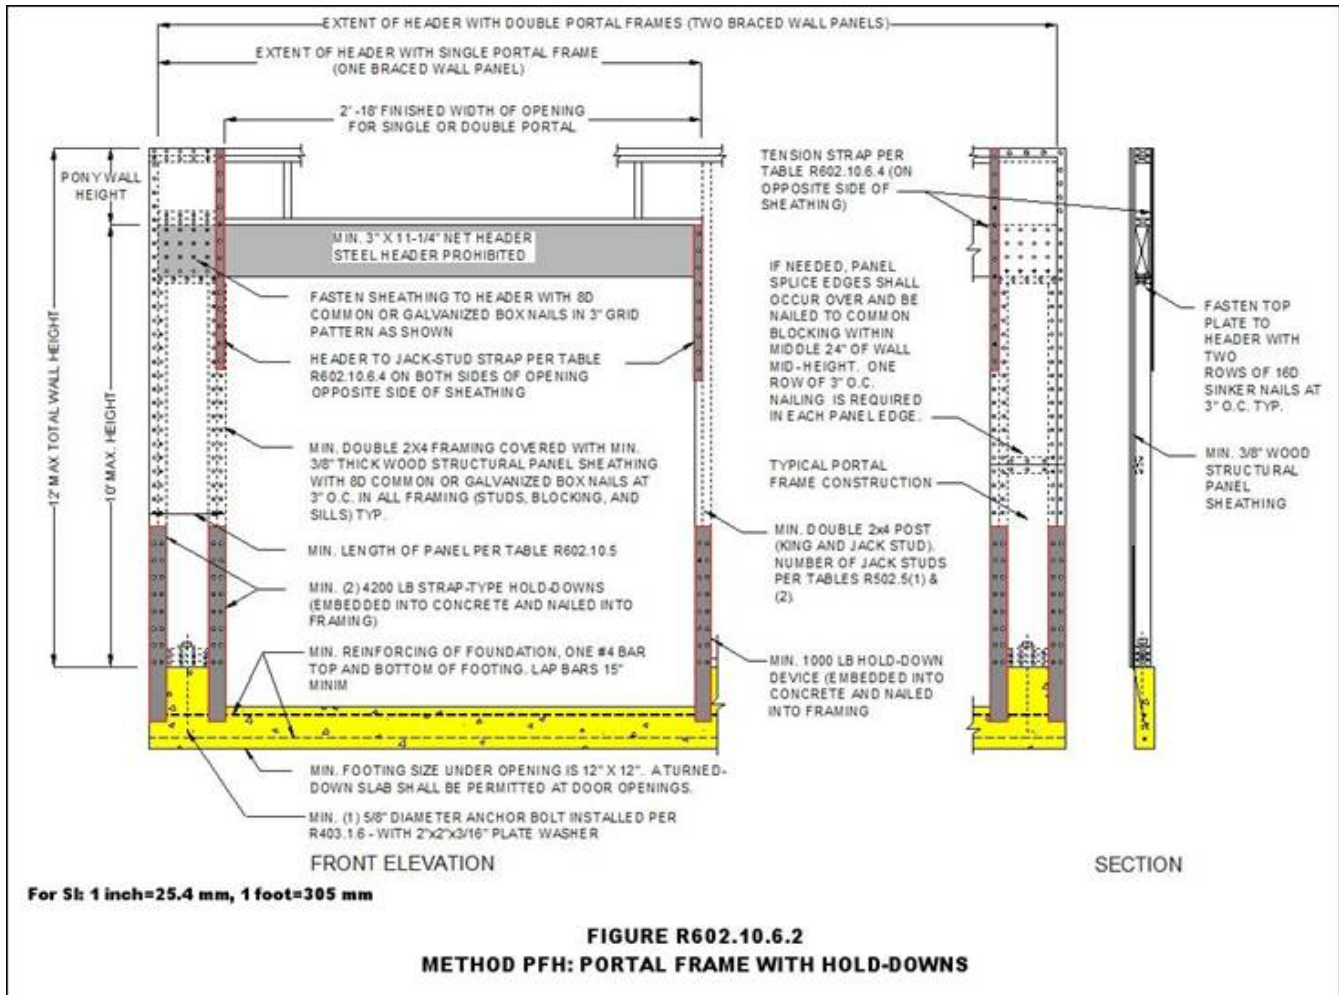 EXTENT OF HEADER WITH DOUBLE PORTAL FRAMES (TWO BRACED WALL PANELS)
EXTENT OF HEADER WITH SINGLE PORTAL FRAME
(ONE BRACED WALL PANEL)
2' -18' FINISHED WIDTH OF OPENING
FOR SINGLE OR DOUBLE PORTAL
PONY WALL
HEIGHT
12' MAX TOTAL WALL HEIGHT
10' MAX. HEIGHT
MIN. 3" X 11-1/4" NET HEADER
STEEL HEADER PROHIBITED
FASTEN SHEATHING TO HEADER WITH 8D
COMMON OR GALVANIZED BOX NAILS IN 3" GRID
PATTERN AS SHOWN
HEADER TO JACK-STUD STRAP PER TABLE
R602.10.6.4 ON BOTH SIDES OF OPENING
OPPOSITE SIDE OF SHEATHING
MIN. DOUBLE 2X4 FRAMING COVERED WITH MIN.
3/8" THICK WOOD STRUCTURAL PANEL SHEATHING
WITH 8D COMMON OR GALVANIZED BOX NAILS AT
3" O.C. IN ALL FRAMING (STUDS, BLOCKING, AND
SILLS) TYP.
MIN. LENGTH OF PANEL PER TABLE R602.10.5
MIN. (2) 4200 LB STRAP-TYPE HOLD-DOWNS
(EMBEDDED INTO CONCRETE AND NAILED INTO
FRAMING)
MIN. REINFORCING OF FOUNDATION, ONE #4 BAR
TOP AND BOTTOM OF FOOTING. LAP BARS 15"
MINIM
MIN. FOOTING SIZE UNDER OPENING IS 12" X 12". A TURNED-
DOWN SLAB SHALL BE PERMITTED AT DOOR OPENINGS.
MIN. (1) 5/8" DIAMETER ANCHOR BOLT INSTALLED PER
R403.1.6 - WITH 2"x2"x3/16" PLATE WASHER
TENSION STRAP PER
TABLE R602.10.6.4 (ON
OPPOSITE SIDE OF
SHEATHING)
IF NEEDED, PANEL
SPLICE EDGES SHALL
OCCUR OVER AND BE
NAILED TO COMMON
BLOCKING WITHIN
MIDDLE 24" OF WALL
MID-HEIGHT. ONE
ROW OF 3" O.C.
NAILING IS REQUIRED
IN EACH PANEL EDGE.
TYPICAL PORTAL
FRAME CONSTRUCTION
MIN. DOUBLE 2x4 POST
(KING AND JACK STUD).
NUMBER OF JACK STUDS
PER TABLES R502.5(1) &
(2)
MIN. 1000 LB HOLD-DOWN
DEVICE (EMBEDDED INTO
CONCRETE AND NAILED
INTO FRAMING
FASTEN TOP
PLATE TO
HEADER WITH
TWO
ROWS OF 16D
SINKER NAILS AT
3" O.C. TYP.
MIN. 3/8" WOOD
STRUCTURAL
PANEL
SHEATHING
FRONT ELEVATION
SECTION
For SI: 1 inch=25.4 mm, 1 foot=305 mm
FIGURE R602.10.6.2
METHOD PFH: PORTAL FRAME WITH HOLD-DOWNS